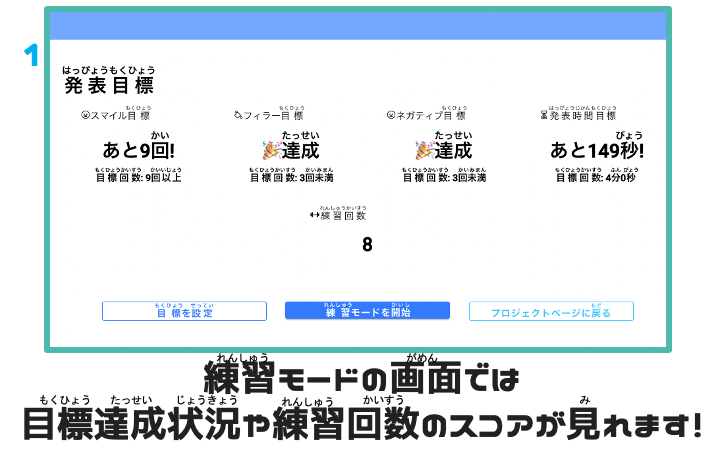 1
はっぴょうもくひょう
発表目標
もくひょう もくひょう もくひょう はっぴょうじかんもくひょう
スマイル目標 フィラー目標 ネガティブ目標 発表時間目標
かい たっせい たっせい びょう
あと9回! 達成 達成 あと149秒!
もくひょうかいすう かいいじょう もくひょうかいすう かいみまん もくひょうかいすう かいみまん もくひょうかいすう ふん びょう
目標回数: 9回以上 目標回数: 3回未満 目標回数: 3回未満 目標回数: 4分0秒
れんしゅうかいすう
練習回数
8
もくひょう せってい れんしゅう かいし もど
目標を設定 練習モードを開始 プロジェクトページに戻る
れんしゅう がめん
練習モードの画面では
もくひょう たっせい じょうきょう れんしゅう かいすう み
目標達成状況や練習回数のスコアが見れます!